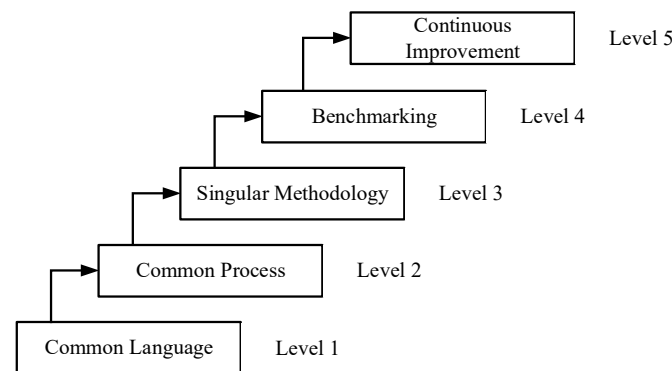 Continuous
Improvement
Level 5
Benchmarking
Level 4
Singular Methodology
Level 3
Common Process
Level 2
Common Language
Level 1